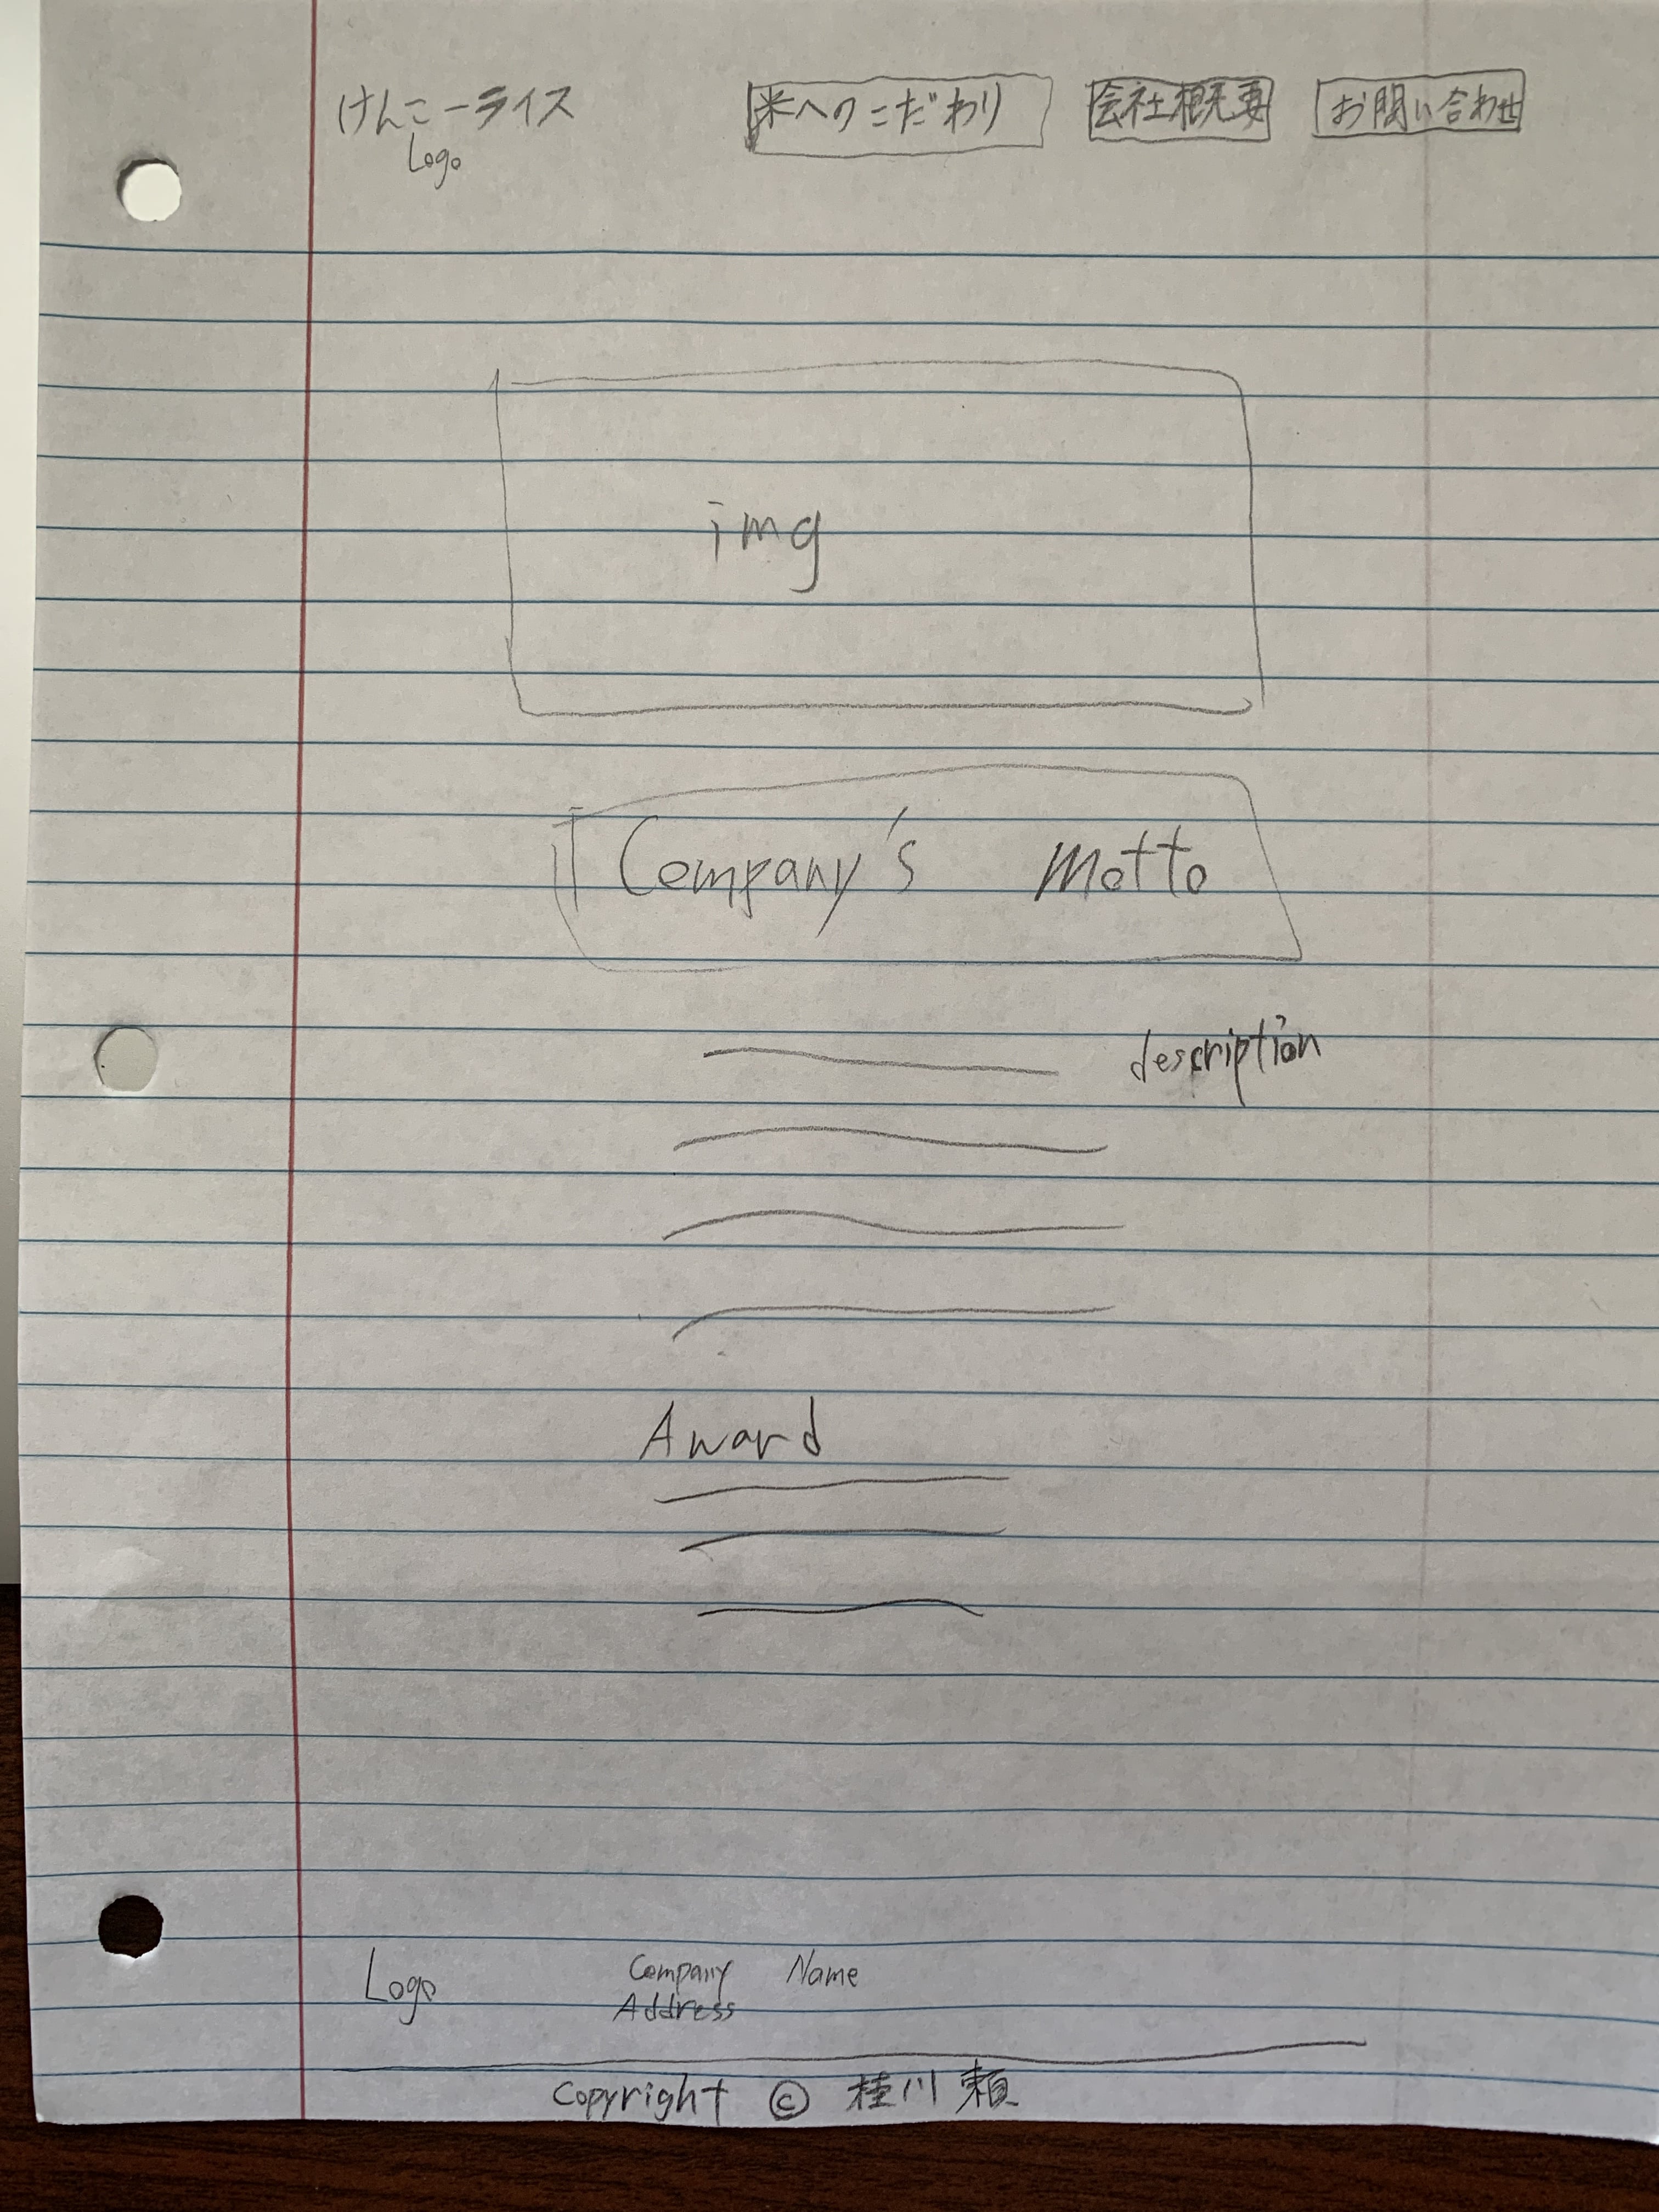 けんこーライス 米へのこだわり 会社概要 お問い合わせ
Logo
img
Company's Motto
description
Award
Logo Company Name
Address
Copyright © 桂川 頼